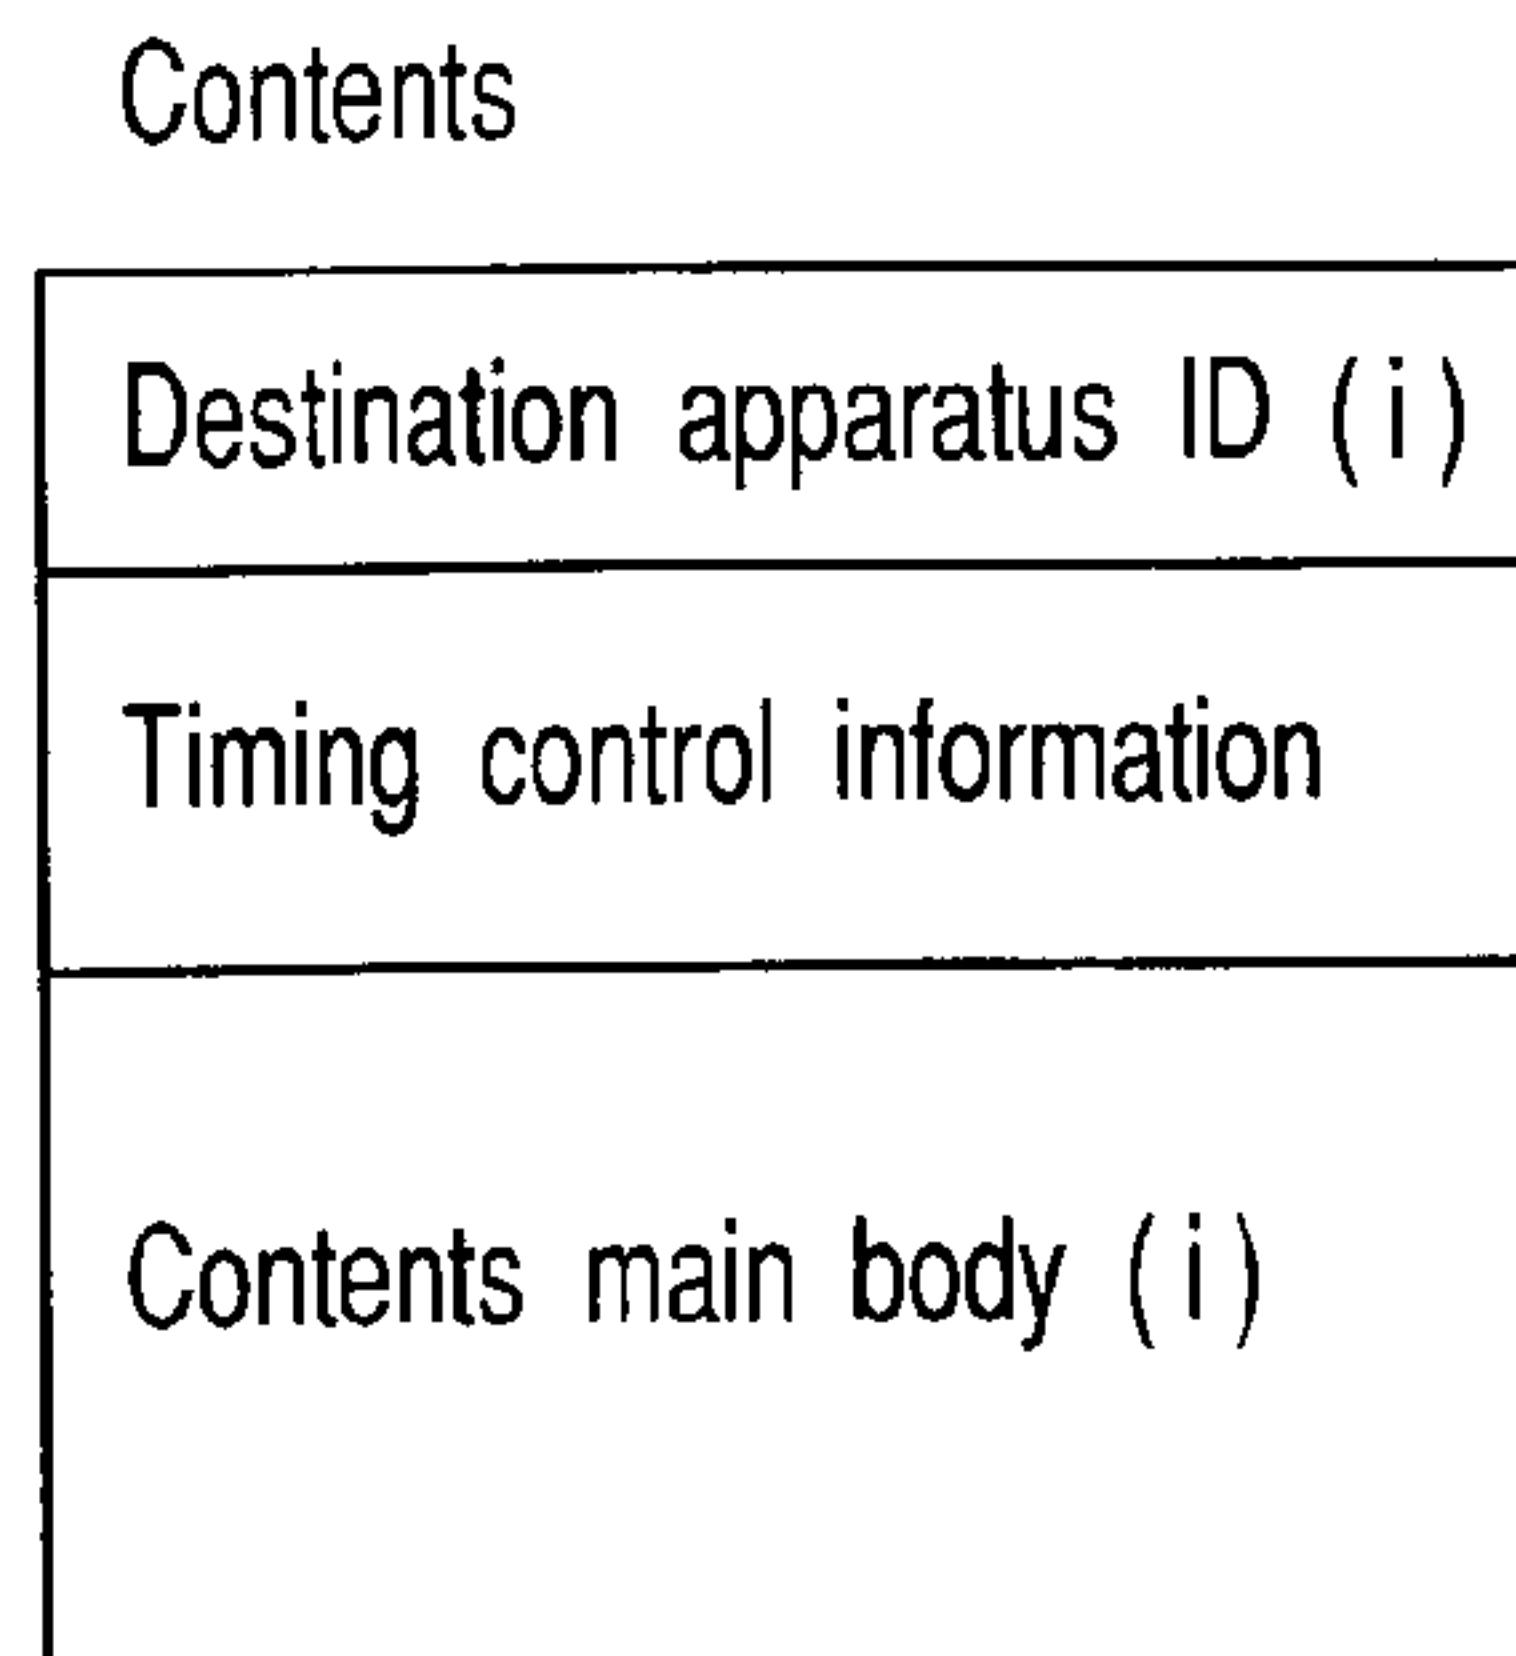 Contents
Destination apparatus ID ( i )
Timing control information
Contents main body ( i )